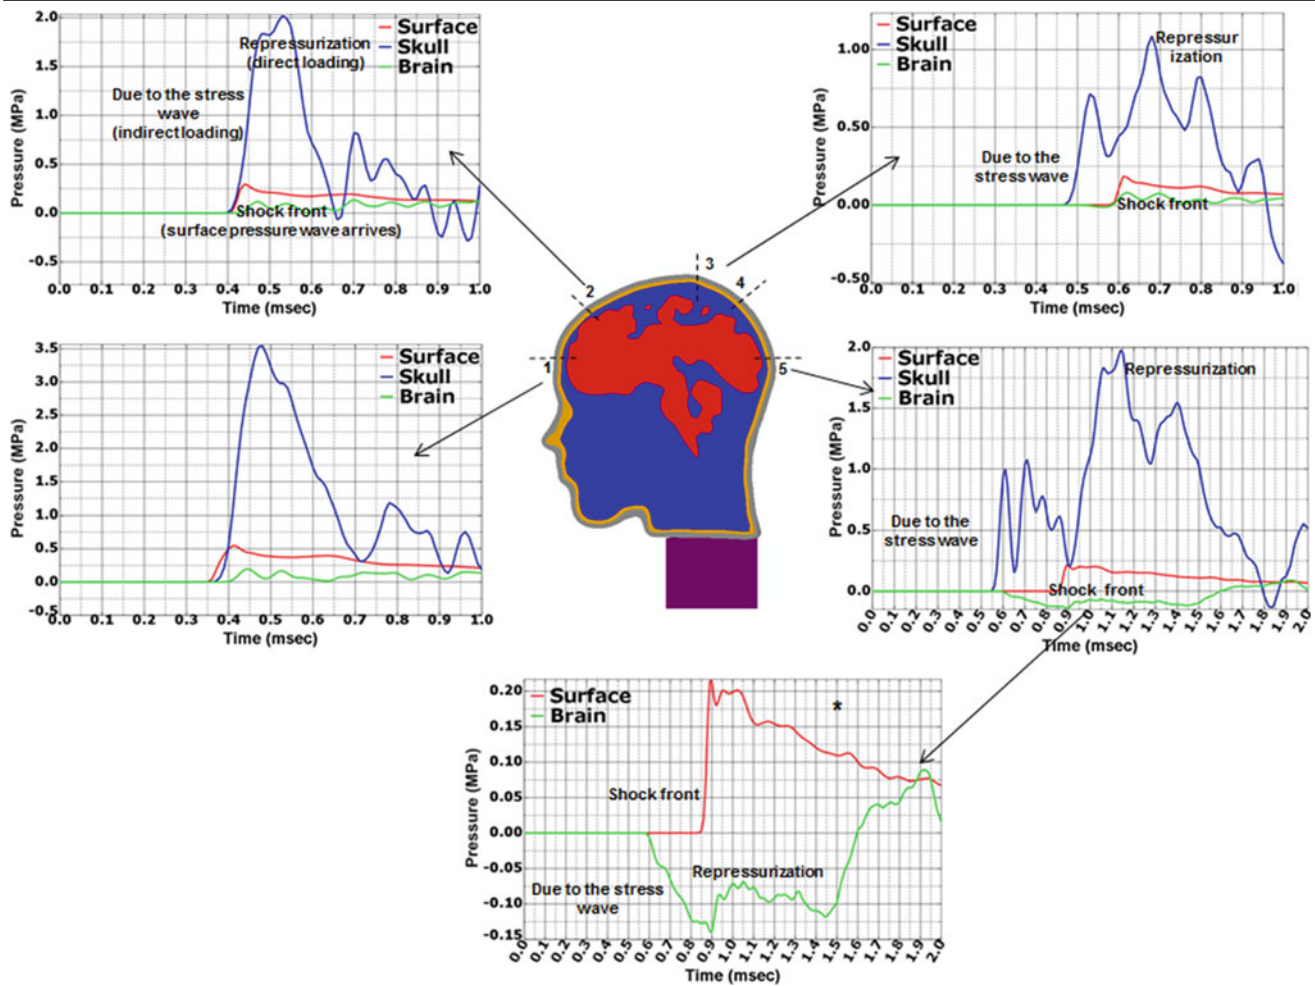 2.0
1.5
1.0
0.5
0.0
-0.5
Pressure (MPa)
Surface
Skull
Brain
Repressurization
(direct loading)
Due to the stress
wave
(indirect loading)
Shock front
(surface pressure wave arrives)
0.0 0.1 0.2 0.3 0.4 0.5 0.6 0.7 0.8 0.9 1.0
Time (msec)
1.00
0.50
0.00
-0.50
Pressure (MPa)
Surface
Skull
Brain
Repressur
ization
Due to the
stress wave
Shock front
0.0 0.1 0.2 0.3 0.4 0.5 0.6 0.7 0.8 0.9 1.0
Time (msec)
1
2
3
4
5
3.5
3.0
2.5
2.0
1.5
1.0
0.5
0.0
-0.5
Pressure (MPa)
Surface
Skull
Brain
0.0 0.1 0.2 0.3 0.4 0.5 0.6 0.7 0.8 0.9 1.0
Time (msec)
2.0
1.5
1.0
0.5
0.0
Pressure (MPa)
Surface
Skull
Brain
Repressurization
Due to the
stress wave
Shock front
0.0 0.1 0.2 0.3 0.4 0.5 0.6 0.7 0.8 0.9 1.0 1.1 1.2 1.3 1.4 1.5 1.6 1.7 1.8 1.9 2.0
Time (msec)
0.20
0.15
0.10
0.05
0.00
-0.05
-0.10
-0.15
Pressure (MPa)
Surface
Brain
*
Shock front
Repressurization
Due to the stress
wave
0.0 0.1 0.2 0.3 0.4 0.5 0.6 0.7 0.8 0.9 1.0 1.1 1.2 1.3 1.4 1.5 1.6 1.7 1.8 1.9 2.0
Time (msec)